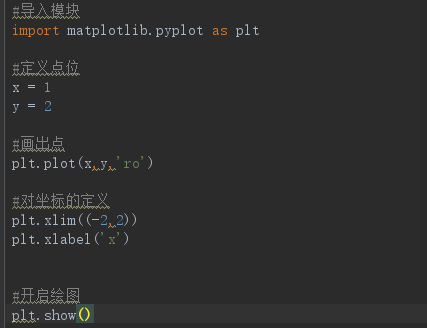 #导入模块
import matplotlib.pyplot as plt
#定义点位
x = 1
y = 2
#画出点
plt.plot(x,y,'ro')
#对坐标的定义
plt.xlim((-2,2))
plt.xlabel('x')
#开启绘图
plt.show()